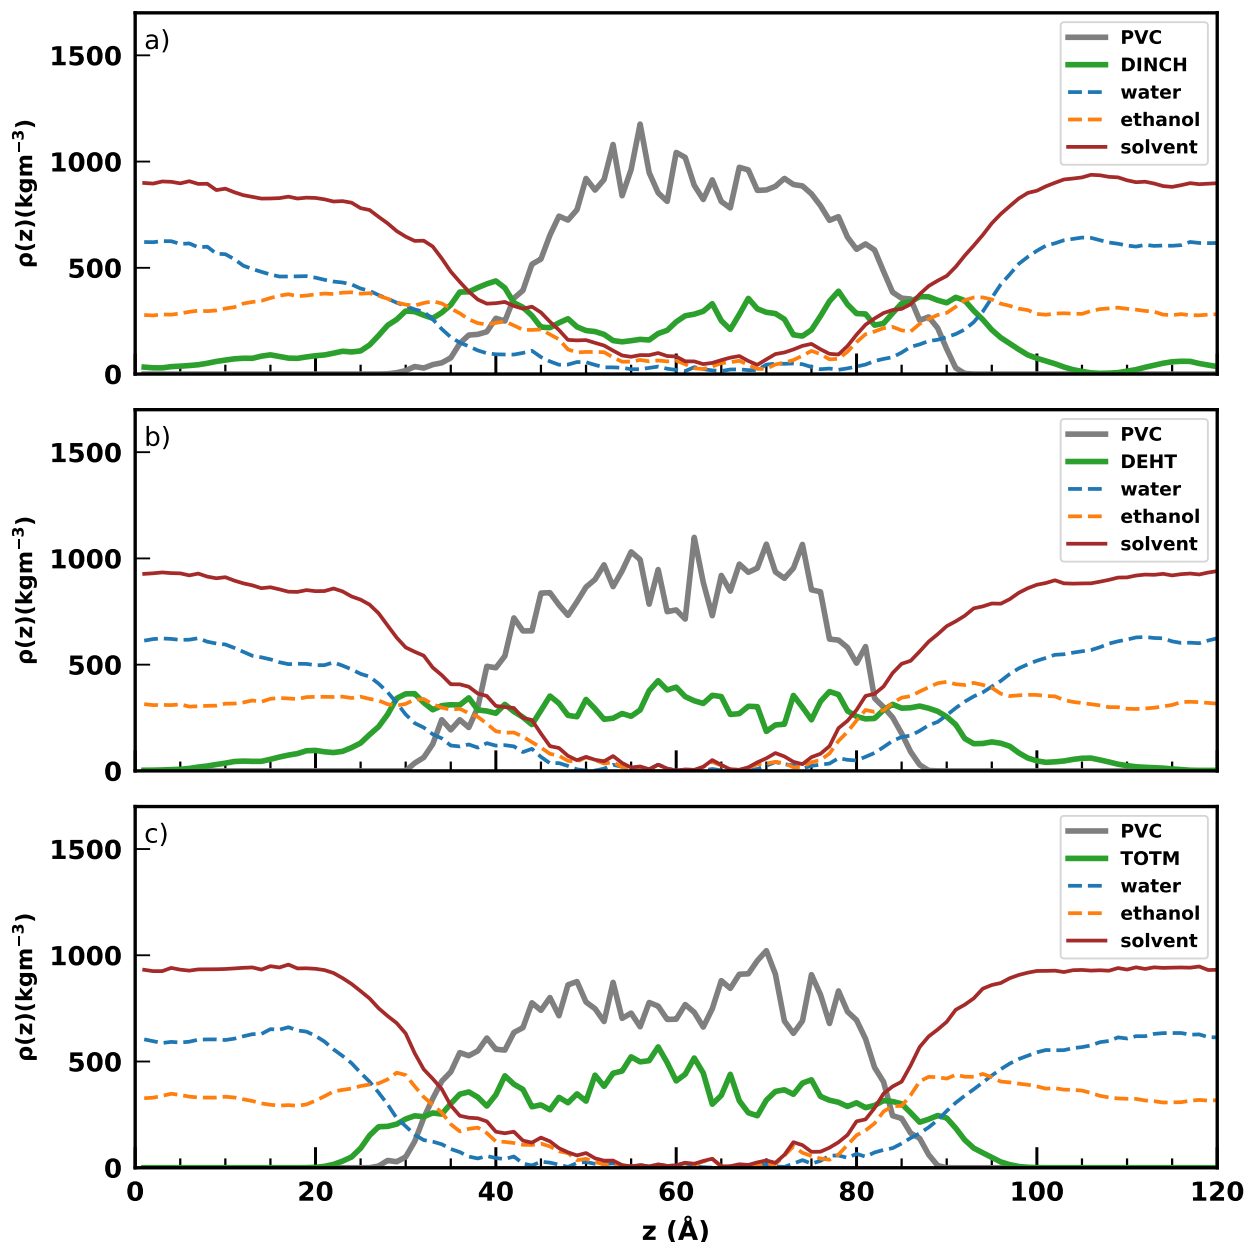 a)
1500
1000
500
0
ρ(z)(kgm⁻³)
PVC
DINCH
water
ethanol
solvent
b)
1500
1000
500
0
ρ(z)(kgm⁻³)
PVC
DEHT
water
ethanol
solvent
c)
1500
1000
500
0
ρ(z)(kgm⁻³)
PVC
TOTM
water
ethanol
solvent
0 20 40 60 80 100 120
z (Å)